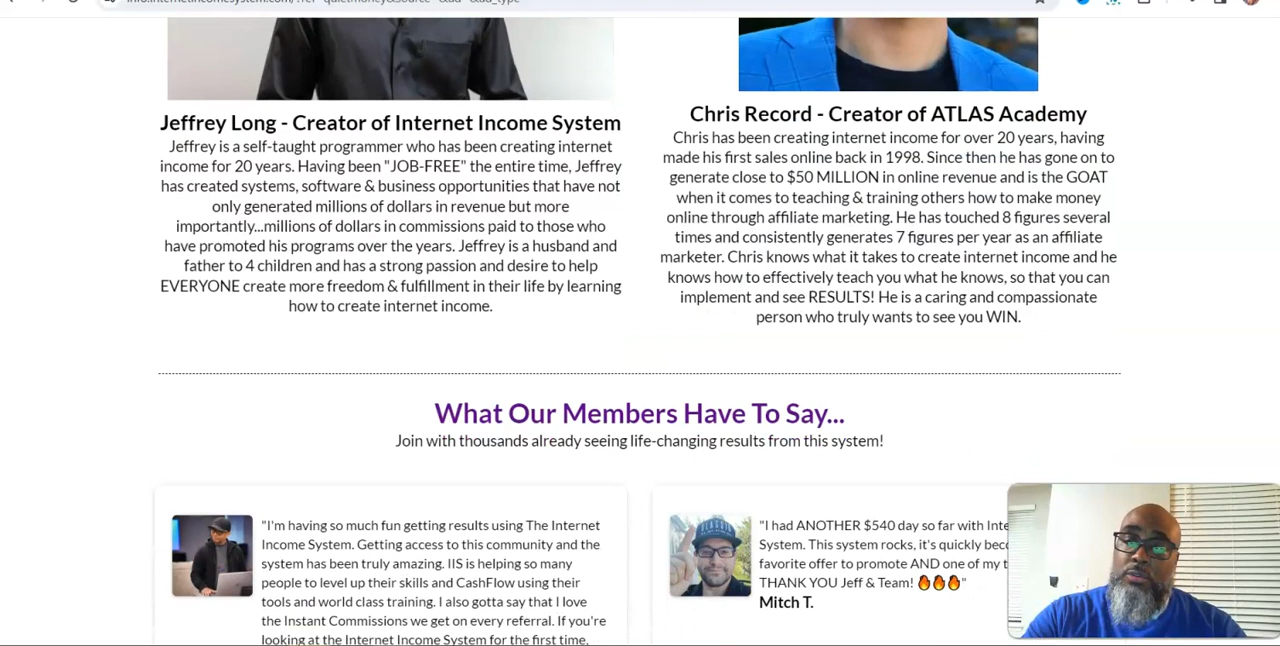 Jeffrey Long - Creator of Internet Income System
Jeffrey is a self-taught programmer who has been creating internet
income for 20 years. Having been "JOB-FREE" the entire time, Jeffrey
has created systems, software & business opportunities that have not
only generated millions of dollars in revenue but more
importantly...millions of dollars in commissions paid to those who
have promoted his programs over the years. Jeffrey is a husband and
father to 4 children and has a strong passion and desire to help
EVERYONE create more freedom & fulfillment in their life by learning
how to create internet income.
Chris Record - Creator of ATLAS Academy
Chris has been creating internet income for over 20 years, having
made his first sales online back in 1998. Since then he has gone on to
generate close to $50 MILLION in online revenue and is the GOAT
when it comes to teaching & training others how to make money
online through affiliate marketing. He has touched 8 figures several
times and consistently generates 7 figures per year as an affiliate
marketer. Chris knows what it takes to create internet income and he
knows how to effectively teach you what he knows, so that you can
implement and see RESULTS! He is a caring and compassionate
person who truly wants to see you WIN.
What Our Members Have To Say...
Join with thousands already seeing life-changing results from this system!
"I'm having so much fun getting results using The Internet
Income System. Getting access to this community and the
system has been truly amazing. IIS is helping so many
people to level up their skills and CashFlow using their
tools and world class training. I also gotta say that I love
the Instant Commissions we get on every referral. If you're
looking at the Internet Income System for the first time,
"I had ANOTHER $540 day so far with Inte
System. This system rocks, it's quickly bec
favorite offer to promote AND one of my t
THANK YOU Jeff & Team! 🔥🔥🔥"
Mitch T.